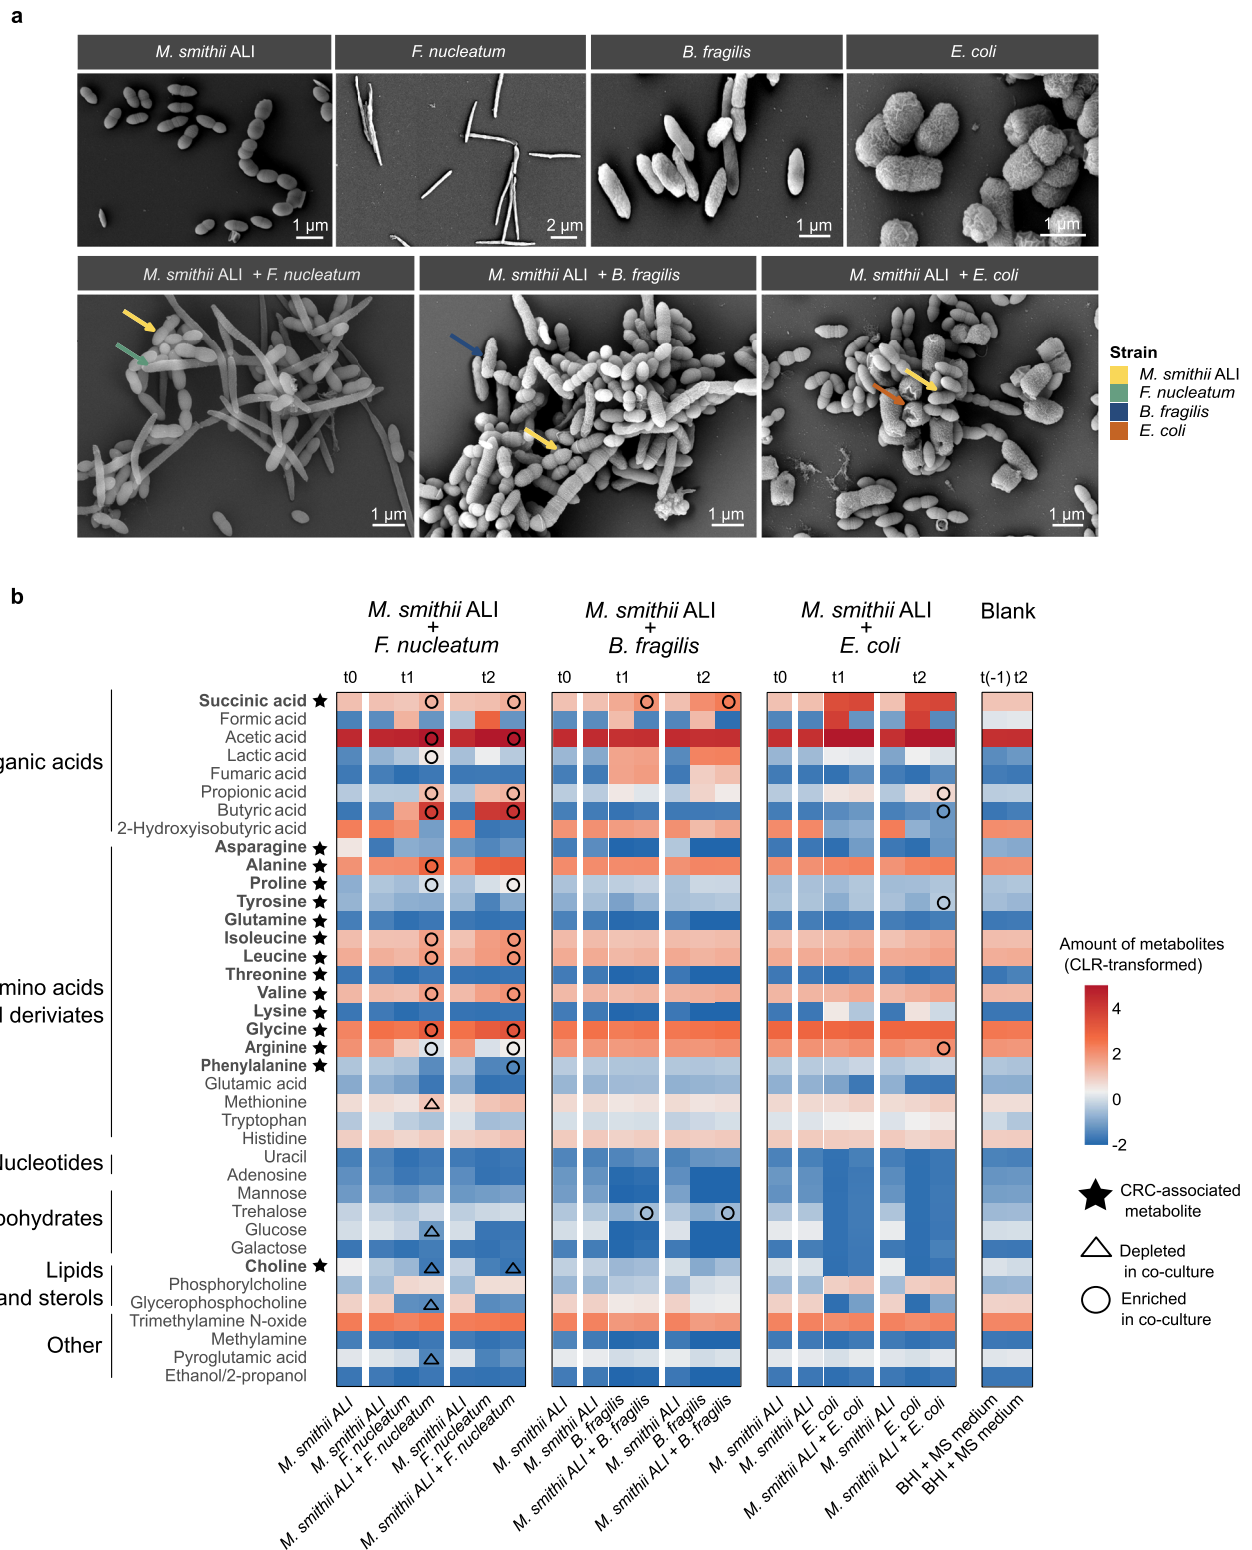 a
M. smithii ALI
F. nucleatum
B. fragilis
E. coli
1 µm
2 µm
1 µm
1 µm
M. smithii ALI + F. nucleatum
M. smithii ALI + B. fragilis
M. smithii ALI + E. coli
1 µm
1 µm
1 µm
Strain
M. smithii ALI
F. nucleatum
B. fragilis
E. coli
b
M. smithii ALI
+
F. nucleatum
M. smithii ALI
+
B. fragilis
M. smithii ALI
+
E. coli
Blank
t0 t1 t2
t0 t1 t2
t0 t1 t2
t(-1) t2
ganic acids
Succinic acid
Formic acid
Acetic acid
Lactic acid
Fumaric acid
Propionic acid
Butyric acid
2-Hydroxyisobutyric acid
mino acids
d deriviates
Asparagine
Alanine
Proline
Tyrosine
Glutamine
Isoleucine
Leucine
Threonine
Valine
Lysine
Glycine
Arginine
Phenylalanine
Glutamic acid
Methionine
Tryptophan
Histidine
Nucleotides
Uracil
Adenosine
bohydrates
Mannose
Trehalose
Glucose
Galactose
Lipids
and sterols
Choline
Phosphorylcholine
Glycerophosphocholine
Other
Trimethylamine N-oxide
Methylamine
Pyroglutamic acid
Ethanol/2-propanol
M. smithii ALI
M. smithii ALI
F. nucleatum
M. smithii ALI + F. nucleatum
M. smithii ALI
F. nucleatum
M. smithii ALI + F. nucleatum
M. smithii ALI
M. smithii ALI
B. fragilis
M. smithii ALI + B. fragilis
M. smithii ALI
B. fragilis
M. smithii ALI + B. fragilis
M. smithii ALI
M. smithii ALI
E. coli
M. smithii ALI + E. coli
M. smithii ALI
E. coli
M. smithii ALI + E. coli
BHI + MS medium
BHI + MS medium
Amount of metabolites
(CLR-transformed)
4
2
0
-2
CRC-associated
metabolite
Depleted
in co-culture
Enriched
in co-culture